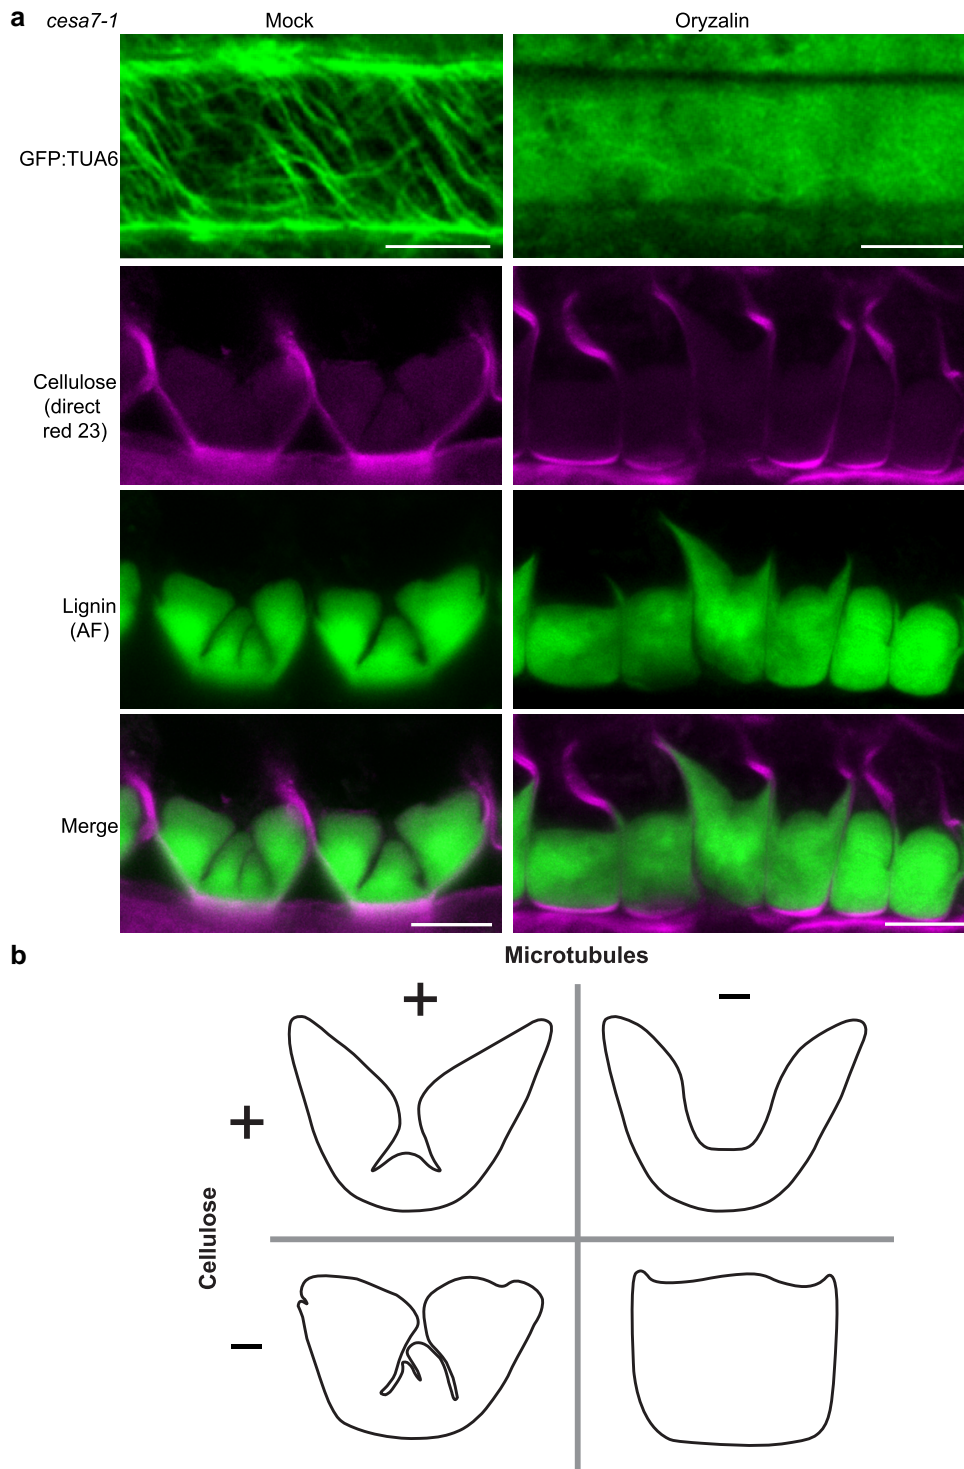 a
cesa7-1
Mock
Oryzalin
GFP:TUA6
Cellulose
(direct
red 23)
Lignin
(AF)
Merge
b
Microtubules
+
−
+
Cellulose
−